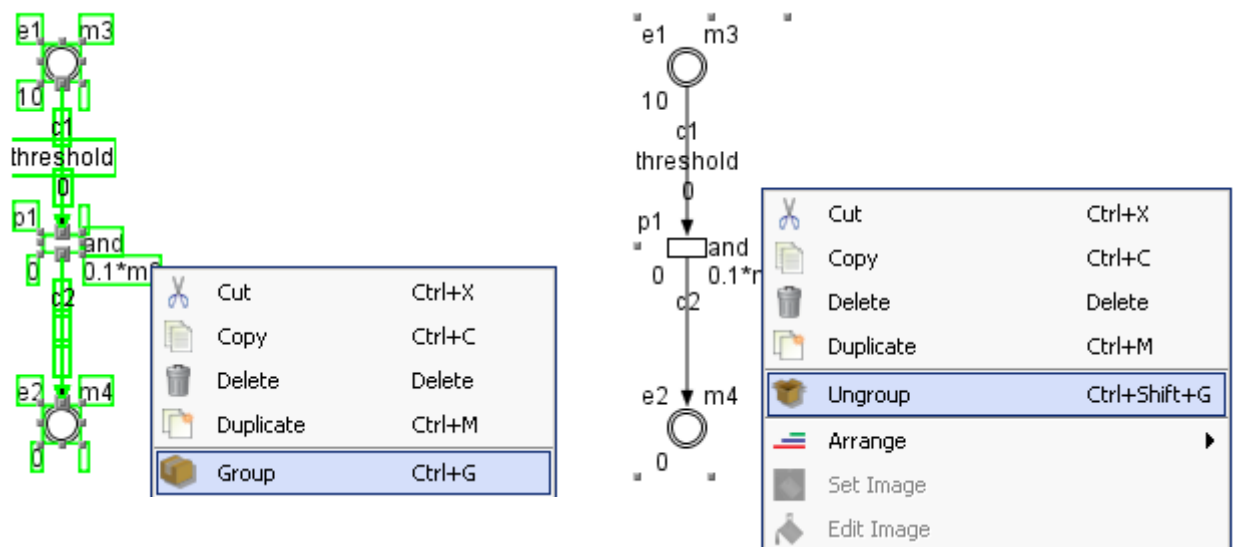 e1 m3
10
c1
threshold
0
p1
and
0 0.1*m
c2
e2 m4
0
Cut Ctrl+X
Copy Ctrl+C
Delete Delete
Duplicate Ctrl+M
Group Ctrl+G
e1 m3
10
c1
threshold
0
p1
and
0 0.1*
c2
e2 m4
0
Cut Ctrl+X
Copy Ctrl+C
Delete Delete
Duplicate Ctrl+M
Ungroup Ctrl+Shift+G
Arrange
Set Image
Edit Image